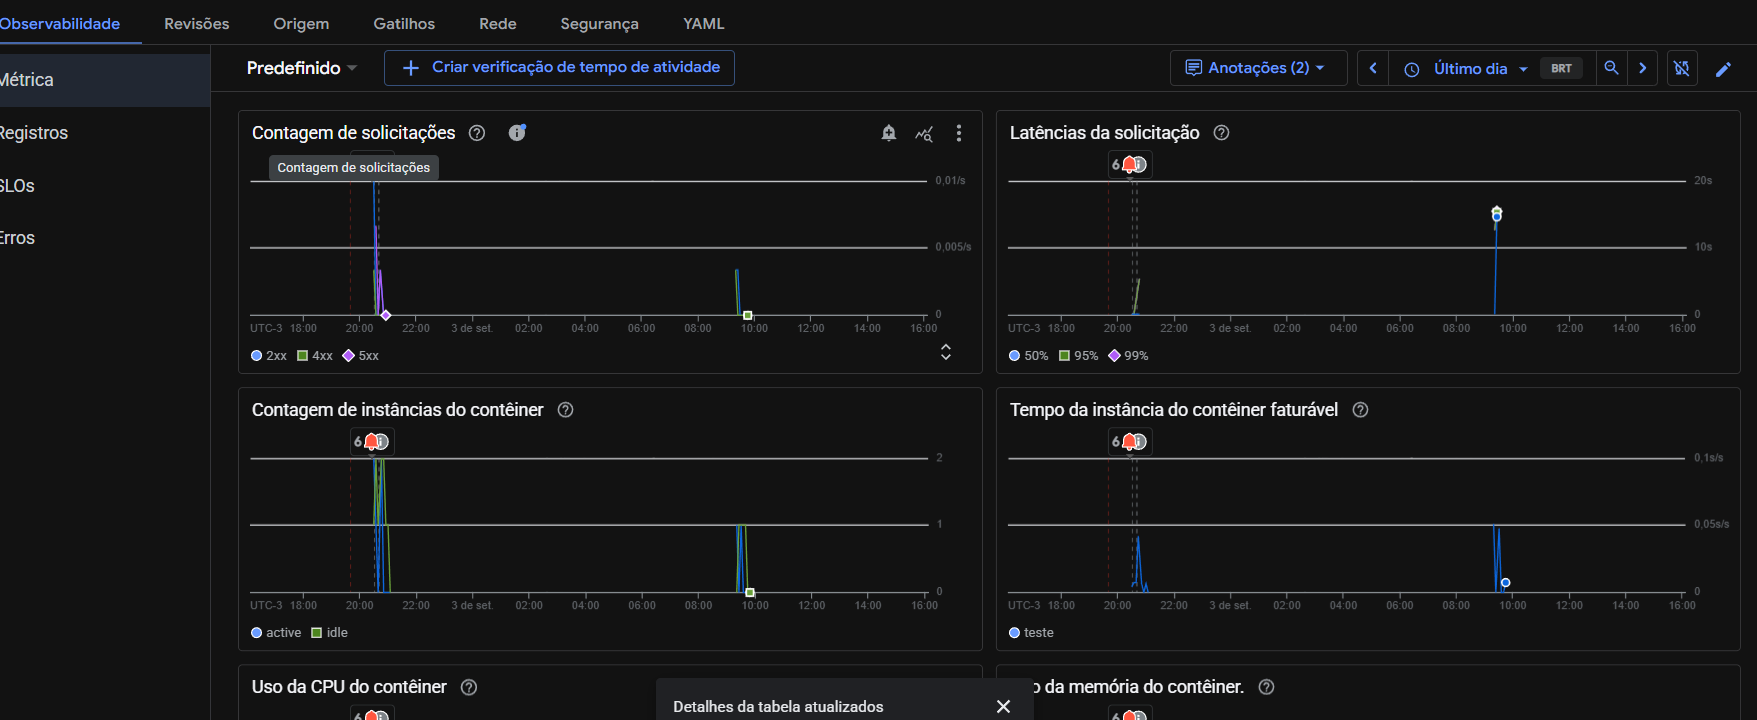 Observabilidade Revisões Origem Gatilhos Rede Segurança YAML
Métrica
Registros
SLOs
Erros
Predefinido Criar verificação de tempo de atividade Anotações (2) Último dia BRT
Contagem de solicitações
Contagem de solicitações
0,01/s
0,005/s
0
UTC-3 18:00 20:00 22:00 3 de set. 02:00 04:00 06:00 08:00 10:00 12:00 14:00 16:00
2xx 4xx 5xx
Latências da solicitação
6
20s
10s
0
UTC-3 18:00 20:00 22:00 3 de set. 02:00 04:00 06:00 08:00 10:00 12:00 14:00 16:00
50% 95% 99%
Contagem de instâncias do contêiner
6
2
1
0
UTC-3 18:00 20:00 22:00 3 de set. 02:00 04:00 06:00 08:00 10:00 12:00 14:00 16:00
active idle
Tempo da instância do contêiner faturável
6
0,1s/s
0,05s/s
0
UTC-3 18:00 20:00 22:00 3 de set. 02:00 04:00 06:00 08:00 10:00 12:00 14:00 16:00
teste
Uso da CPU do contêiner
6
o da memória do contêiner.
6
Detalhes da tabela atualizados